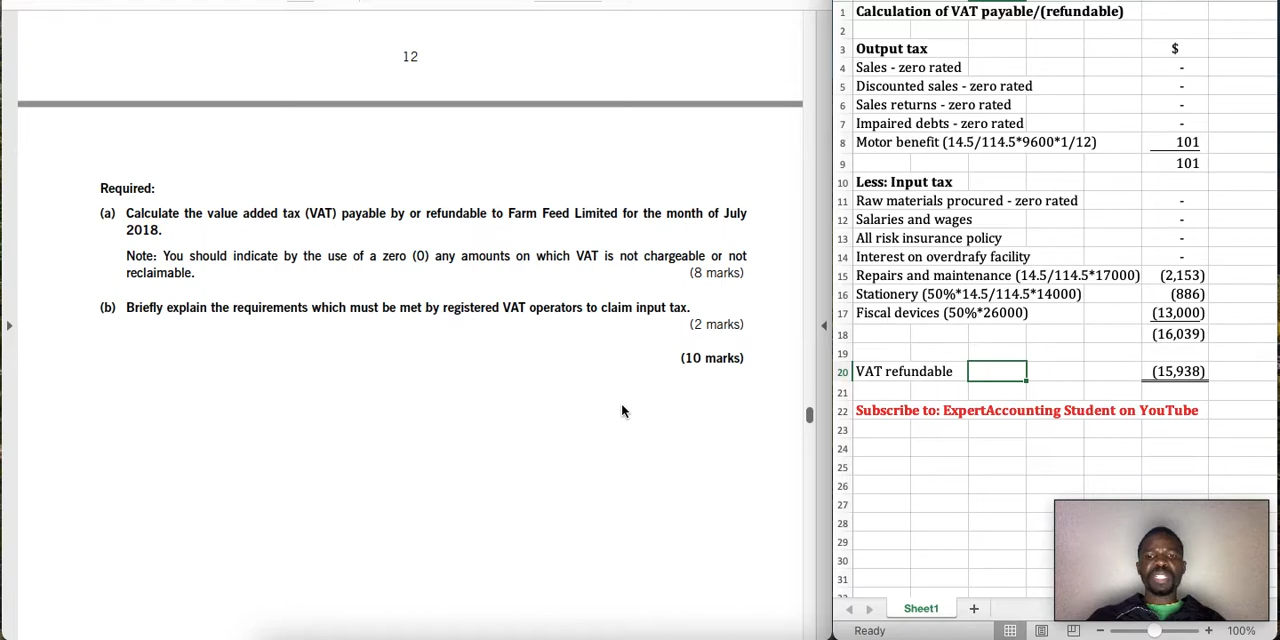 12
Required:
(a) Calculate the value added tax (VAT) payable by or refundable to Farm Feed Limited for the month of July
2018.
Note: You should indicate by the use of a zero (0) any amounts on which VAT is not chargeable or not
reclaimable. (8 marks)
(b) Briefly explain the requirements which must be met by registered VAT operators to claim input tax.
(2 marks)
(10 marks)
1 Calculation of VAT payable/(refundable)
2
3 Output tax $
4 Sales - zero rated -
5 Discounted sales - zero rated -
6 Sales returns - zero rated -
7 Impaired debts - zero rated -
8 Motor benefit (14.5/114.5*9600*1/12) 101
9 101
10 Less: Input tax
11 Raw materials procured - zero rated -
12 Salaries and wages -
13 All risk insurance policy -
14 Interest on overdrafy facility -
15 Repairs and maintenance (14.5/114.5*17000) (2,153)
16 Stationery (50%*14.5/114.5*14000) (886)
17 Fiscal devices (50%*26000) (13,000)
18 (16,039)
19
20 VAT refundable (15,938)
21
22 Subscribe to: ExpertAccounting Student on YouTube
23
24
25
26
27
28
29
30
31
Sheet1 +
Ready - + 100%